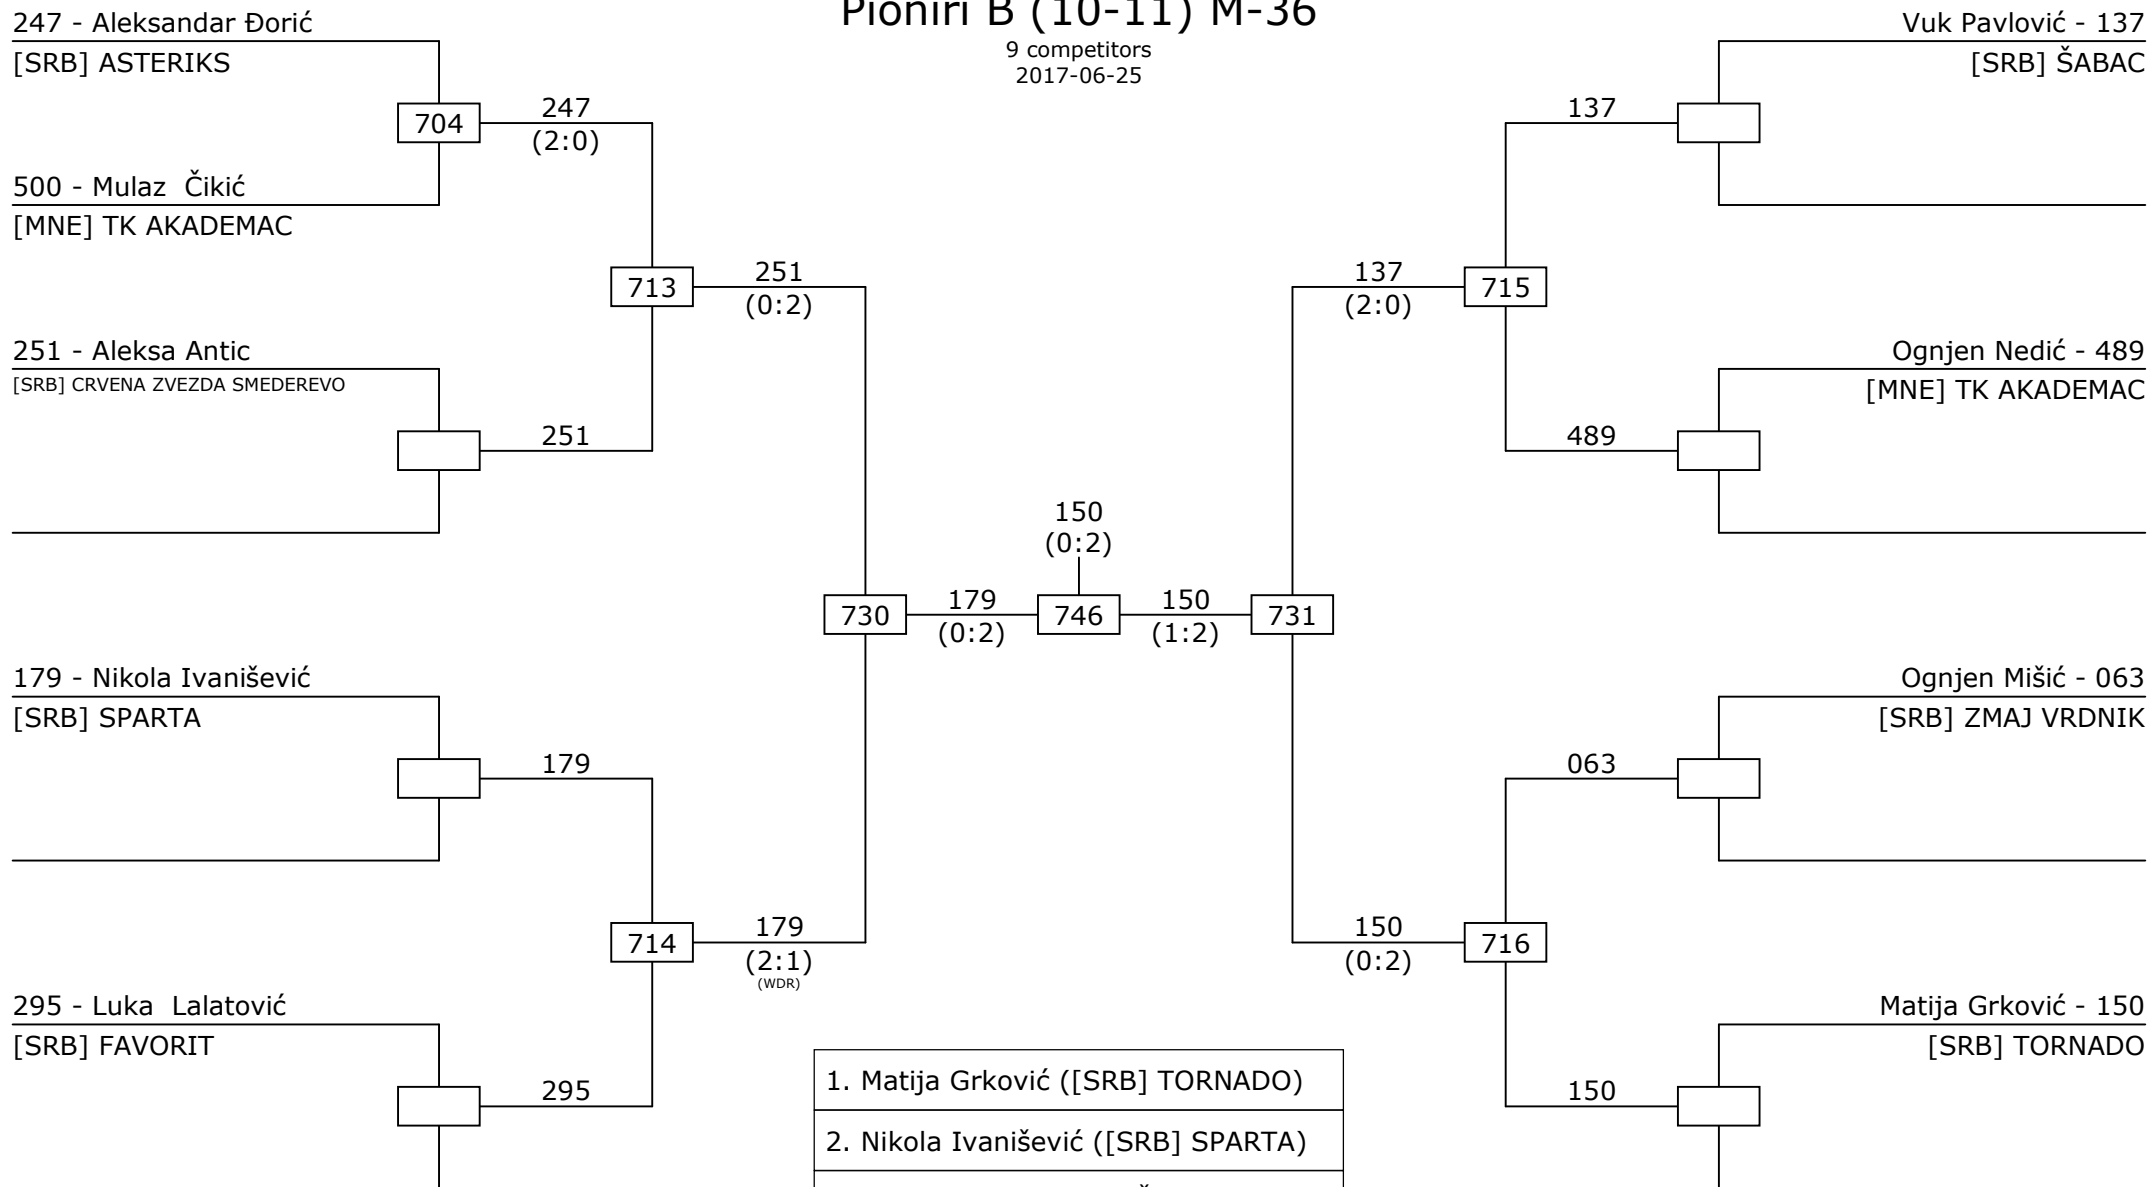 Pioniri B (10-11) M-36
9 competitors
2017-06-25
247 - Aleksandar Đorić
[SRB] ASTERIKS
704
247
(2:0)
500 - Mulaz  Čikić
[MNE] TK AKADEMAC
713
251
(0:2)
251 - Aleksa Antic
[SRB] CRVENA ZVEZDA SMEDEREVO
251
179 - Nikola Ivanišević
[SRB] SPARTA
179
714
179
(2:1)
(WDR)
295 - Luka  Lalatović
[SRB] FAVORIT
295
730
179
(0:2)
150
(0:2)
746
150
(1:2)
731
Vuk Pavlović - 137
[SRB] ŠABAC
137
137
(2:0)
715
Ognjen Nedić - 489
[MNE] TK AKADEMAC
489
Ognjen Mišić - 063
[SRB] ZMAJ VRDNIK
063
150
(0:2)
716
Matija Grković - 150
[SRB] TORNADO
150
1. Matija Grković ([SRB] TORNADO)
2. Nikola Ivanišević ([SRB] SPARTA)